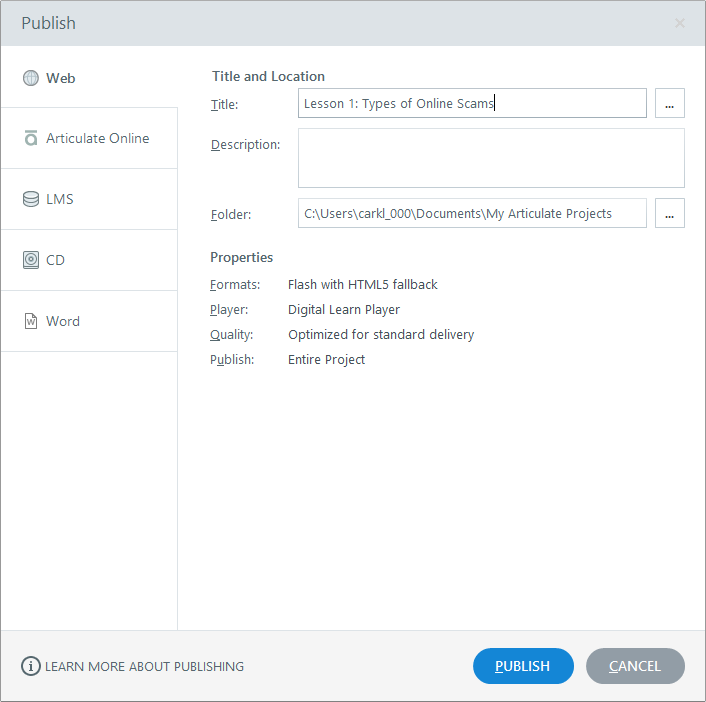 Publish
Web
Articulate Online
LMS
CD
Word
Title and Location
Title: Lesson 1: Types of Online Scams ...
Description:
Folder: C:\Users\carkl_000\Documents\My Articulate Projects ...
Properties
Formats: Flash with HTML5 fallback
Player: Digital Learn Player
Quality: Optimized for standard delivery
Publish: Entire Project
LEARN MORE ABOUT PUBLISHING
PUBLISH CANCEL